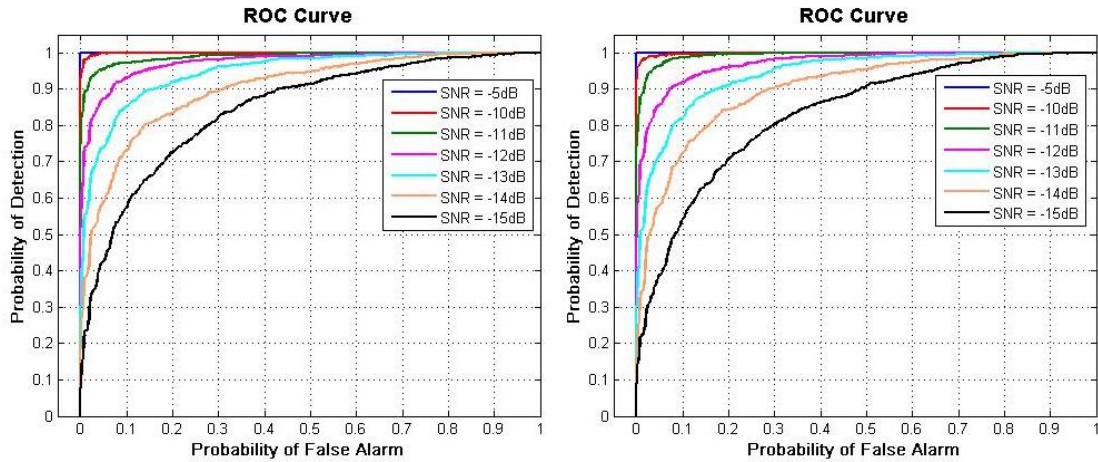 ROC Curve
1
0.9
0.8
0.7
0.6
0.5
0.4
0.3
0.2
0.1
0
Probability of Detection
SNR = -5dB
SNR = -10dB
SNR = -11dB
SNR = -12dB
SNR = -13dB
SNR = -14dB
SNR = -15dB
0 0.1 0.2 0.3 0.4 0.5 0.6 0.7 0.8 0.9 1
Probability of False Alarm
ROC Curve
1
0.9
0.8
0.7
0.6
0.5
0.4
0.3
0.2
0.1
0
Probability of Detection
SNR = -5dB
SNR = -10dB
SNR = -11dB
SNR = -12dB
SNR = -13dB
SNR = -14dB
SNR = -15dB
0 0.1 0.2 0.3 0.4 0.5 0.6 0.7 0.8 0.9 1
Probability of False Alarm